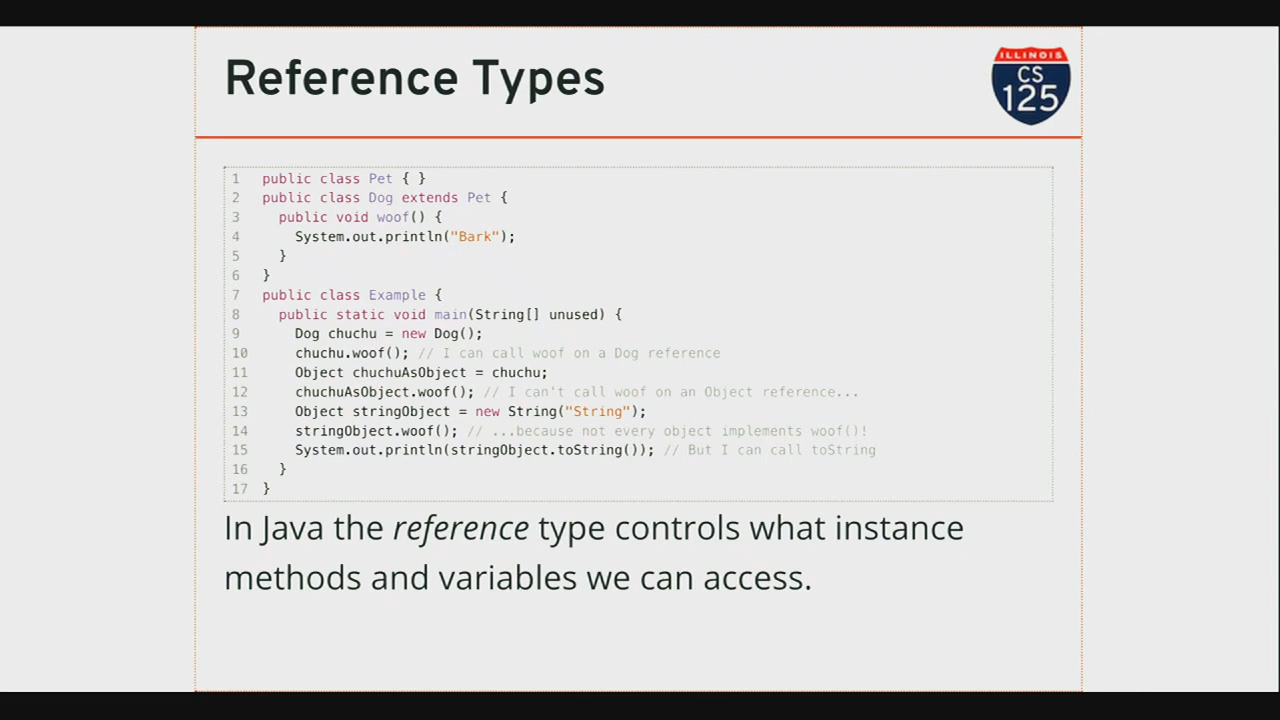 Reference Types
ILLINOIS
CS
125
1 public class Pet { }
2 public class Dog extends Pet {
3   public void woof() {
4     System.out.println("Bark");
5   }
6 }
7 public class Example {
8   public static void main(String[] unused) {
9     Dog chuchu = new Dog();
10     chuchu.woof(); // I can call woof on a Dog reference
11     Object chuchuAsObject = chuchu;
12     chuchuAsObject.woof(); // I can't call woof on an Object reference...
13     Object stringObject = new String("String");
14     stringObject.woof(); // ...because not every object implements woof()!
15     System.out.println(stringObject.toString()); // But I can call toString
16   }
17 }
In Java the reference type controls what instance
methods and variables we can access.